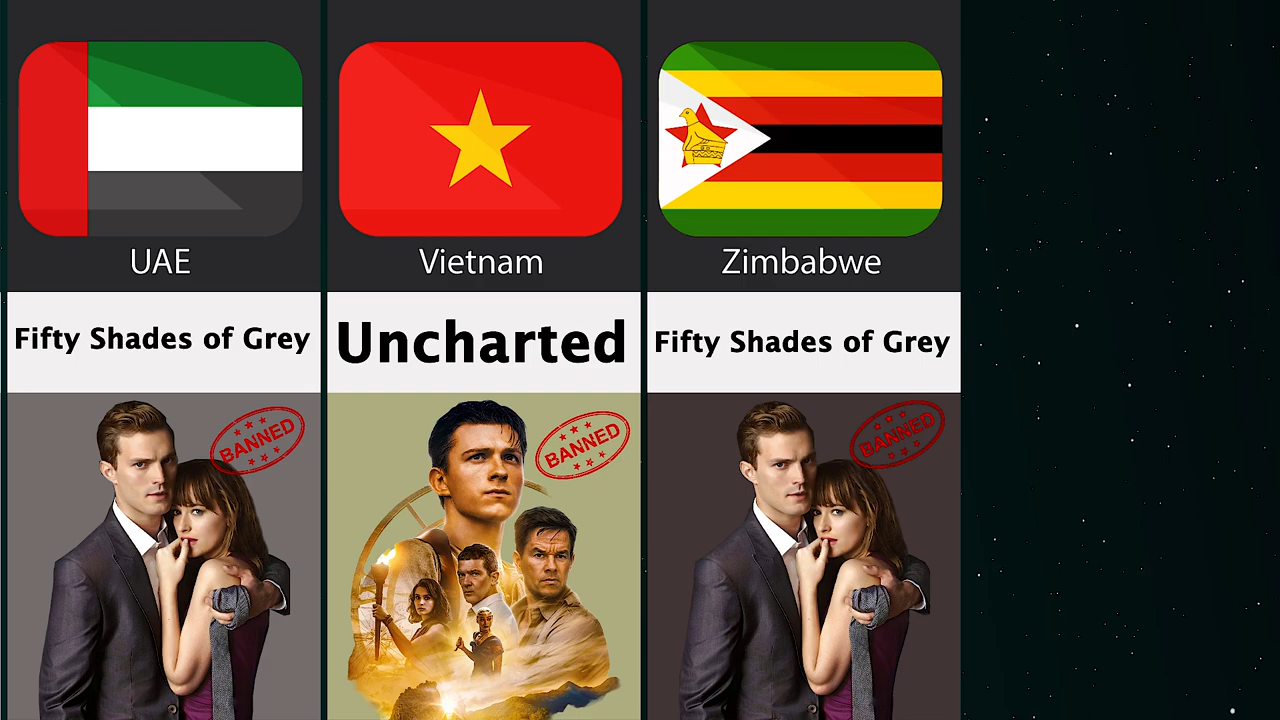 UAE
Vietnam
Zimbabwe
Fifty Shades of Grey
Uncharted
Fifty Shades of Grey
BANNED
BANNED
BANNED